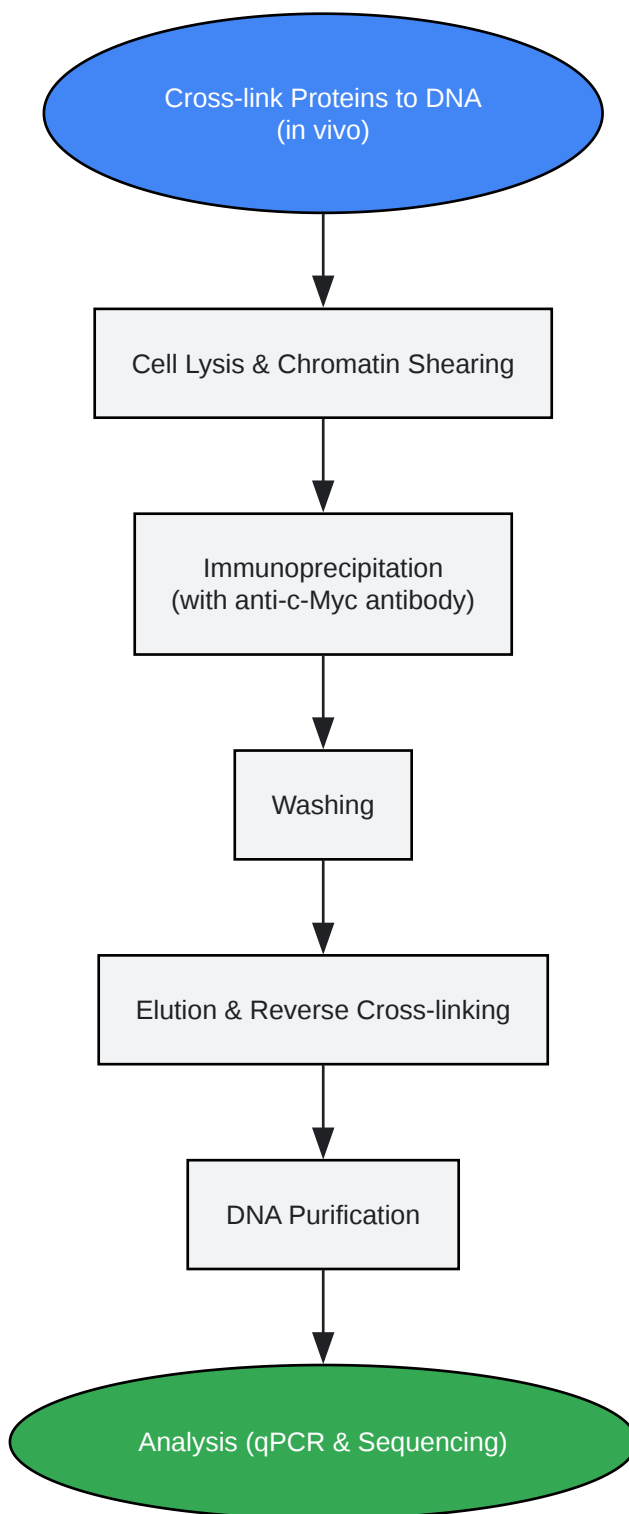 Cross-link Proteins to DNA
(in vivo)
Cell Lysis & Chromatin Shearing
Immunoprecipitation
(with anti-c-Myc antibody)
Washing
Elution & Reverse Cross-linking
DNA Purification
Analysis (qPCR & Sequencing)